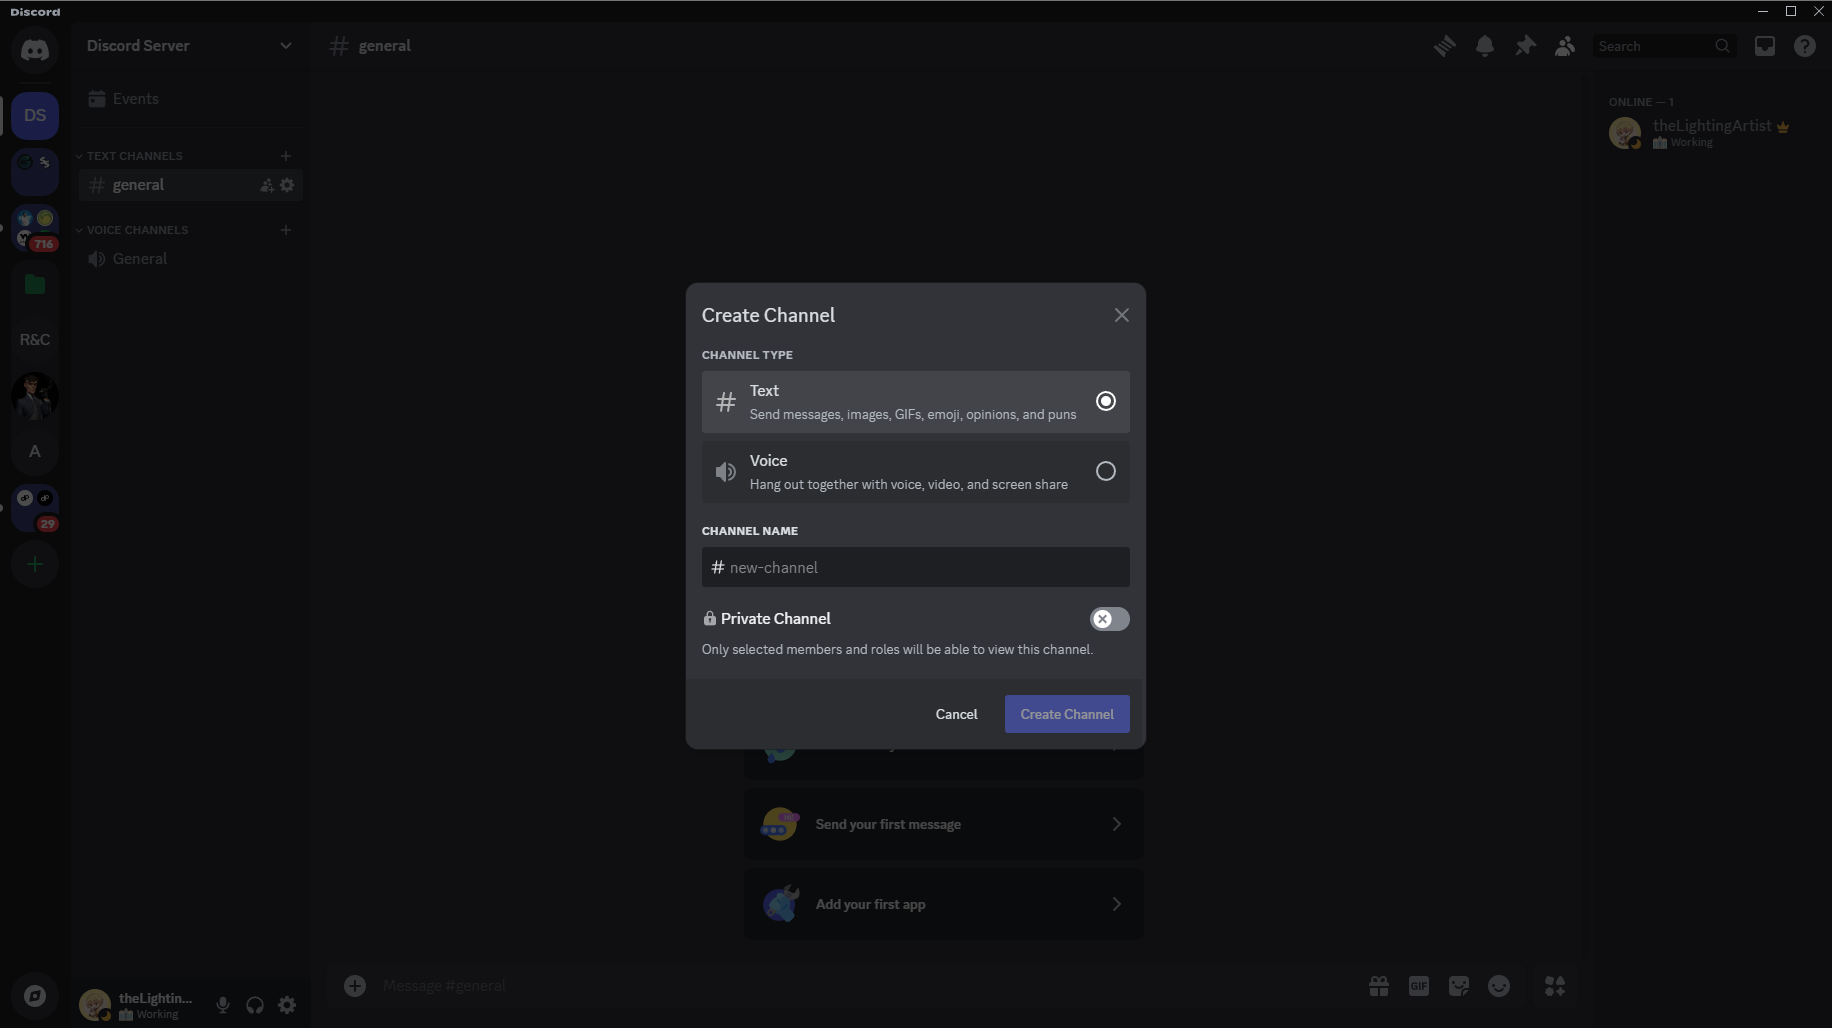 Discord
Discord Server
general
Search
Events
DS
ONLINE — 1
theLightingArtist
Working
TEXT CHANNELS
general
VOICE CHANNELS
716
General
R&C
A
29
Create Channel
CHANNEL TYPE
Text
Send messages, images, GIFs, emoji, opinions, and puns
Voice
Hang out together with voice, video, and screen share
CHANNEL NAME
# new-channel
Private Channel
Only selected members and roles will be able to view this channel.
Cancel
Create Channel
Send your first message
Add your first app
Message #general
GIF
theLightin...
Working